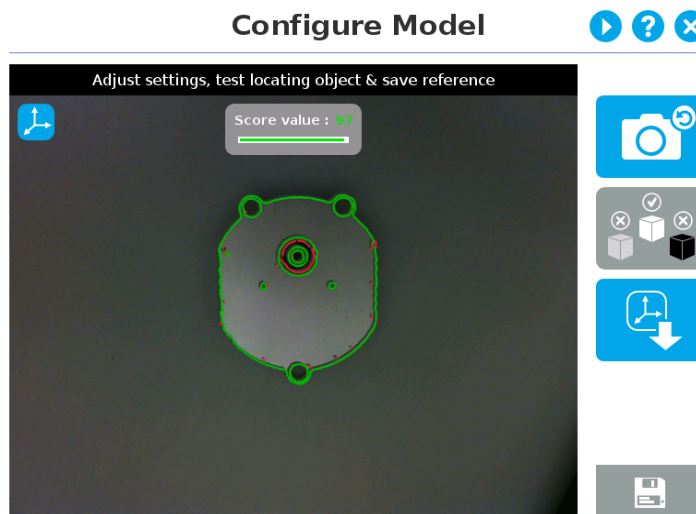 Configure Model
Adjust settings, test locating object & save reference
Score value : 97